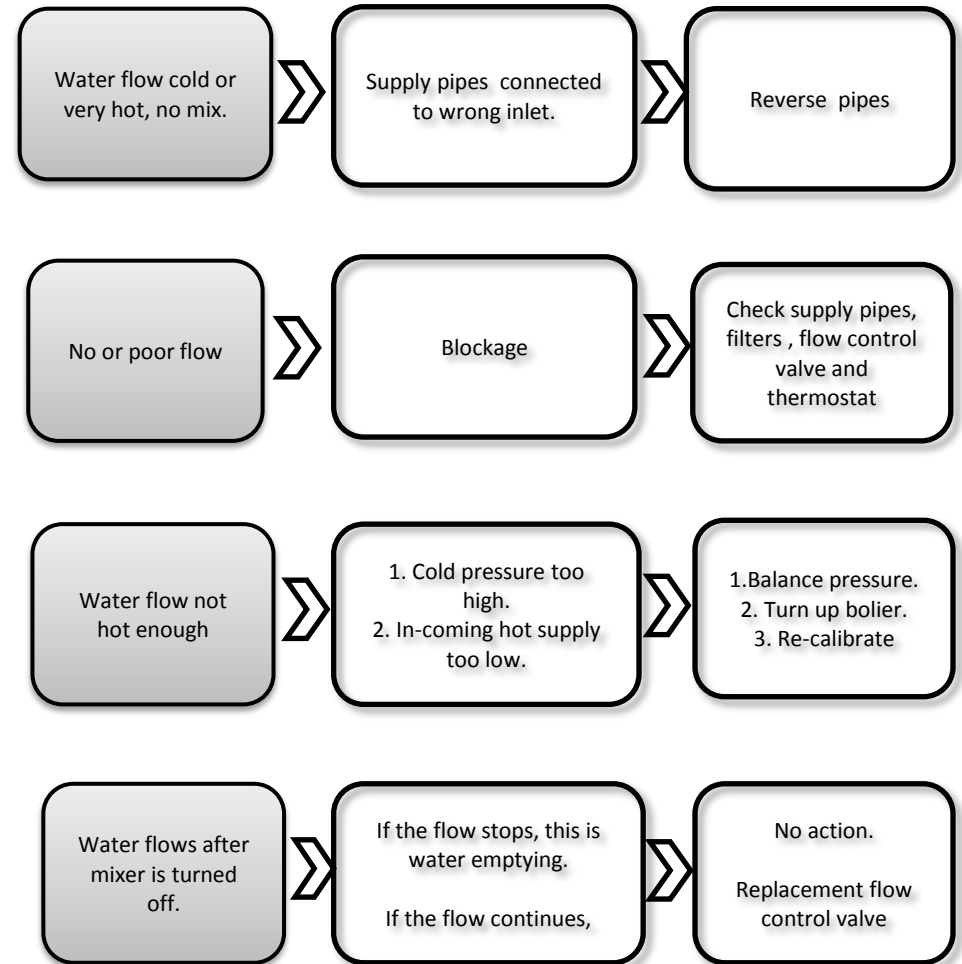 Water flow cold or
very hot, no mix.
Supply pipes connected
to wrong inlet.
Reverse pipes
No or poor flow
Blockage
Check supply pipes,
filters , flow control
valve and
thermostat
Water flow not
hot enough
1. Cold pressure too
high.
2. In-coming hot supply
too low.
1.Balance pressure.
2. Turn up bolier.
3. Re-calibrate
Water flows after
mixer is turned
off.
If the flow stops, this is
water emptying.
If the flow continues,
No action.
Replacement flow
control valve